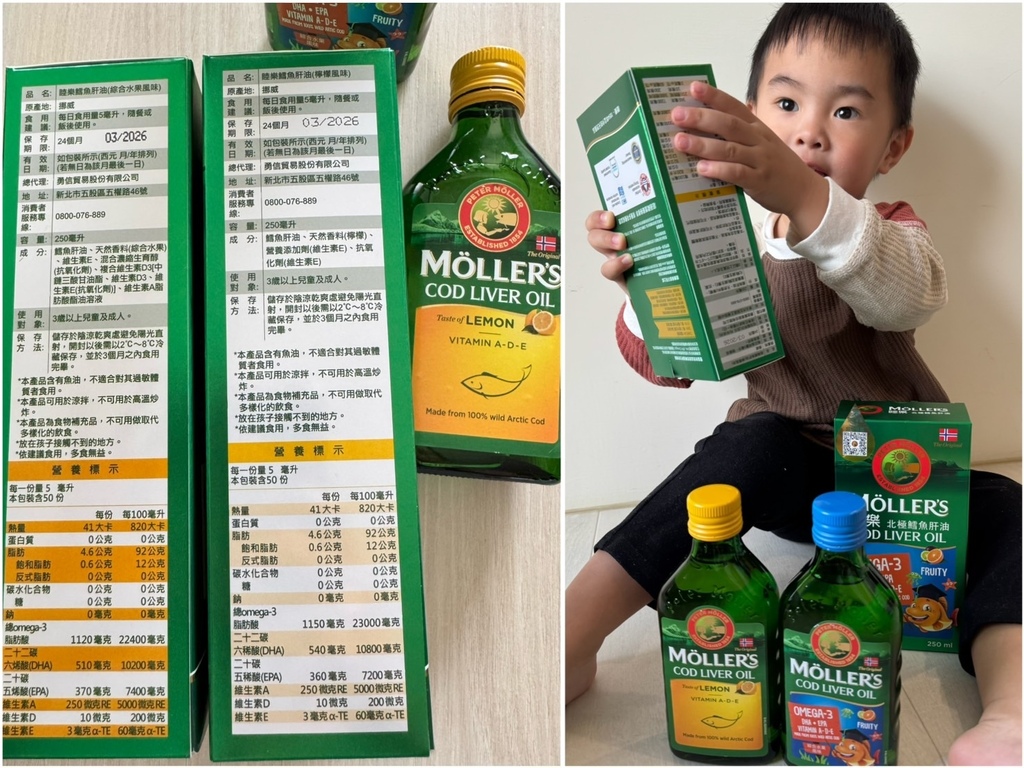 DHA • EPA
VITAMIN A-D-E
FRUITY
品 名: 睦樂鱈魚肝油(綜合水果風味)
原產地: 挪威
食用建議: 每日食用量5毫升，隨餐或
飯後使用。
保存期限: 24個月 03/2026
有效日期: 如包裝所示(西元 月/年排列)
(若無日為該月最後一日)
總代理: 勇信貿易股份有限公司
地 址: 新北市五股區五權路46號
消費者服務專線: 0800-076-889
容 量: 250毫升
成 分: 鱈魚肝油、天然香料(綜合水果)
、維生素E、混合濃縮生育醇
(抗氧化劑)、複合維生素D3[中
鏈三酸甘油酯、維生素D3、維
生素E(抗氧化劑)]、維生素A脂
肪酸酯油溶液
使用對象: 3歲以上兒童及成人。
保存方法: 儲存於陰涼乾爽處避免陽光直
射，開封以後需以2℃~8℃冷
藏保存，並於3個月之內食用
完畢。
*本產品含有魚油，不適合對其過敏體
質者食用。
*本產品可用於涼拌，不可用於高溫炒
炸。
*本產品為食物補充品，不可用做取代
多樣化的飲食。
*放在孩子接觸不到的地方。
*依建議食用，多食無益。
營養標示
每一份量 5 毫升
本包裝含50 份
每份 每100毫升
熱量 41大卡 820大卡
蛋白質 0公克 0公克
脂肪 4.6公克 92公克
飽和脂肪 0.6公克 12公克
反式脂肪 0公克 0公克
碳水化合物 0公克 0公克
糖 0公克 0公克
鈉 0毫克 0毫克
總omega-3
脂肪酸 1120毫克 22400毫克
二十二碳
六烯酸(DHA) 510毫克 10200毫克
二十碳
五烯酸(EPA) 370毫克 7400毫克
維生素A 250微克RE 5000微克RE
維生素D 10微克 200微克
維生素E 3毫克 α-TE 60毫克 α-TE
品 名: 睦樂鱈魚肝油(檸檬風味)
原產地: 挪威
食用建議: 每日食用量5毫升，隨餐或
飯後使用。
保存期限: 24個月 03/2026
有效日期: 如包裝所示(西元 月/年排列)
(若無日為該月最後一日)
總代理: 勇信貿易股份有限公司
地 址: 新北市五股區五權路46號
消費者服務專線: 0800-076-889
容 量: 250毫升
成 分: 鱈魚肝油、天然香料(檸檬)、
營養添加劑(維生素E)、抗氧
化劑(維生素E)
使用對象: 3歲以上兒童及成人。
保存方法: 儲存於陰涼乾爽處避免陽光直
射，開封以後需以2℃~8℃冷
藏保存，並於3個月之內食用
完畢。
*本產品含有魚油，不適合對其過敏體
質者食用。
*本產品可用於涼拌，不可用於高溫炒
炸。
*本產品為食物補充品，不可用做取代
多樣化的飲食。
*放在孩子接觸不到的地方。
*依建議食用，多食無益。
營養標示
每一份量 5 毫升
本包裝含50份
每份 每100毫升
熱量 41大卡 820大卡
蛋白質 0公克 0公克
脂肪 4.6公克 92公克
飽和脂肪 0.6公克 12公克
反式脂肪 0公克 0公克
碳水化合物 0公克 0公克
糖 0公克 0公克
鈉 0毫克 0毫克
總omega-3
脂肪酸 1150毫克 23000毫克
二十二碳
六烯酸(DHA) 540毫克 10800毫克
二十碳
五烯酸(EPA) 360毫克 7200毫克
維生素A 250微克RE 5000微克RE
維生素D 10微克 200微克
維生素E 3毫克 α-TE 60毫克 α-TE
PETER MÖLLER
ESTABLISHED 1854
The Original
MÖLLER'S
COD LIVER OIL
Taste of LEMON
VITAMIN A-D-E
Made from 100% wild Arctic Cod
MÖLLER'S
The Original
MÖLLER'S
樂 北極鱈魚肝油
COD LIVER OIL
FRUITY
250 ml
MÖLLER'S
COD LIVER OIL
Taste of LEMON
VITAMIN A-D-E
Made from 100% wild Arctic Cod
MÖLLER'S
COD LIVER OIL
OMEGA-3
DHA • EPA
VITAMIN A-D-E
FRUITY